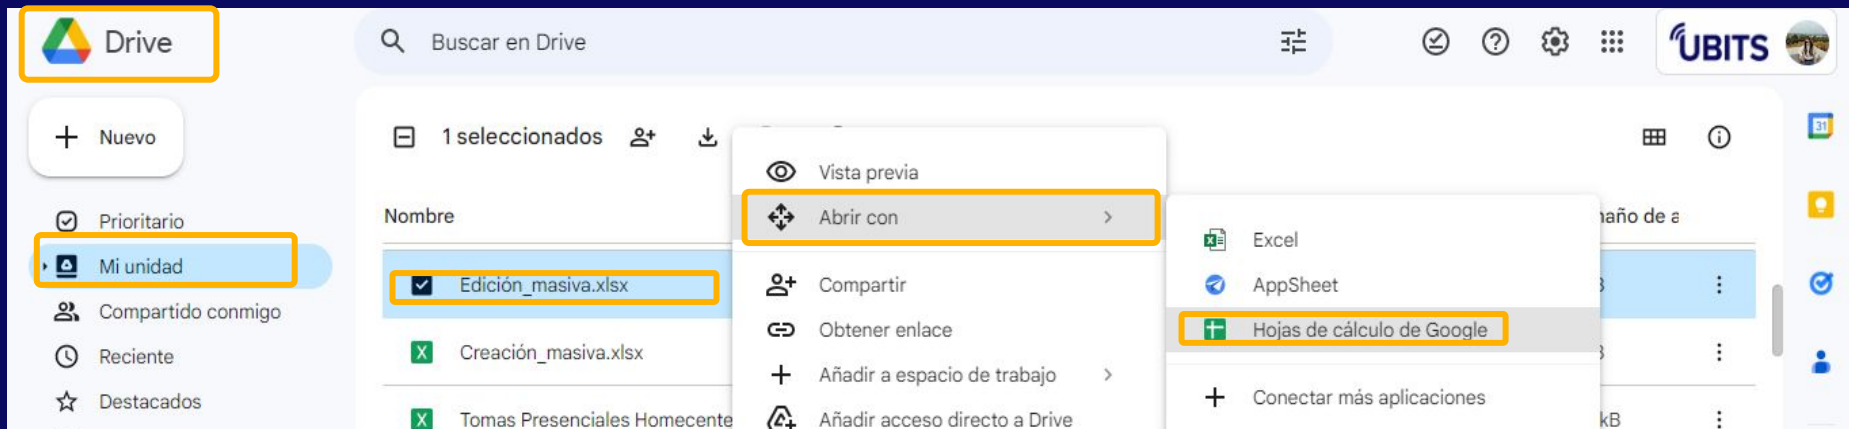 Drive
Buscar en Drive
UBITS
Nuevo
1 seleccionados
31
Vista previa
Prioritario
Nombre
Abrir con
de a
Mi unidad
Excel
Edición_masiva.xlsx
Compartir
AppSheet
Compartido conmigo
Obtener enlace
Hojas de cálculo de Google
Reciente
Creación_masiva.xlsx
Añadir a espacio de trabajo
Destacados
Conectar más aplicaciones
Tomas Presenciales Homecente
Añadir acceso directo a Drive
kB